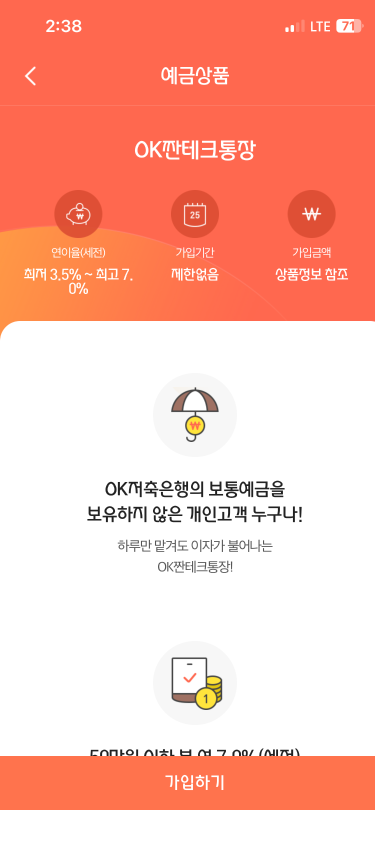 2:38
LTE
71
예금상품
OK짠테크통장
25
연이율(세전)
가입기간
가입금액
최저 3.5% ~ 최고 7.
0%
제한없음
상품정보 참조
OK저축은행의 보통예금을
보유하지 않은 개인고객 누구나!
하루만 맡겨도 이자가 불어나는
OK짠테크통장!
1
가입하기